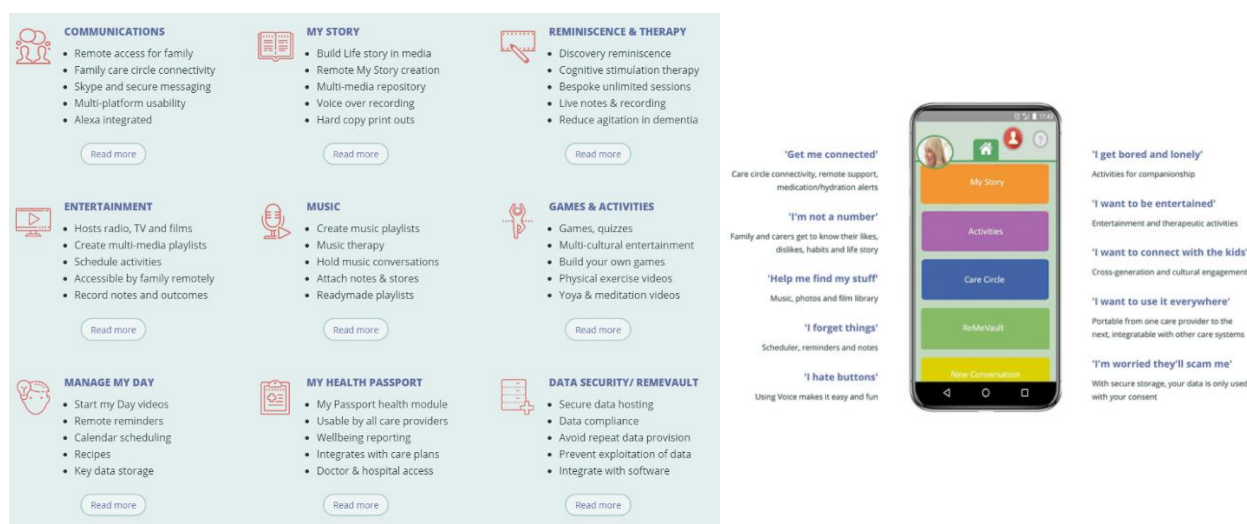 COMMUNICATIONS
• Remote access for family
• Family care circle connectivity
• Skype and secure messaging
• Multi-platform usability
• Alexa integrated
Read more
MY STORY
• Build Life story in media
• Remote My Story creation
• Multi-media repository
• Voice over recording
• Hard copy print outs
Read more
REMINISCENCE & THERAPY
• Discovery reminiscence
• Cognitive stimulation therapy
• Bespoke unlimited sessions
• Live notes & recording
• Reduce agitation in dementia
Read more
ENTERTAINMENT
• Hosts radio, TV and films
• Create multi-media playlists
• Schedule activities
• Accessible by family remotely
• Record notes and outcomes
Read more
MUSIC
• Create music playlists
• Music therapy
• Hold music conversations
• Attach notes & stores
• Readymade playlists
Read more
GAMES & ACTIVITIES
• Games, quizzes
• Multi-cultural entertainment
• Build your own games
• Physical exercise videos
• Yoya & meditation videos
Read more
MANAGE MY DAY
• Start my Day videos
• Remote reminders
• Calendar scheduling
• Recipes
• Key data storage
Read more
MY HEALTH PASSPORT
• My Passport health module
• Usable by all care providers
• Wellbeing reporting
• Integrates with care plans
• Doctor & hospital access
Read more
DATA SECURITY/ REMEVAULT
• Secure data hosting
• Data compliance
• Avoid repeat data provision
• Prevent exploitation of data
• Integrate with software
Read more
'Get me connected'
Care circle connectivity, remote support,
medication/hydration alerts
'I'm not a number'
Family and carers get to know their likes,
dislikes, habits and life story
'Help me find my stuff'
Music, photos and film library
'I forget things'
Scheduler, reminders and notes
'I hate buttons'
Using Voice makes it easy and fun
17:43
?
My Story
Activities
Care Circle
ReMeVault
New Conversation
'I get bored and lonely'
Activities for companionship
'I want to be entertained'
Entertainment and therapeutic activities
'I want to connect with the kids'
Cross-generation and cultural engagement
'I want to use it everywhere'
Portable from one care provider to the
next, integratable with other care systems
'I'm worried they'll scam me'
With secure storage, your data is only used
with your consent